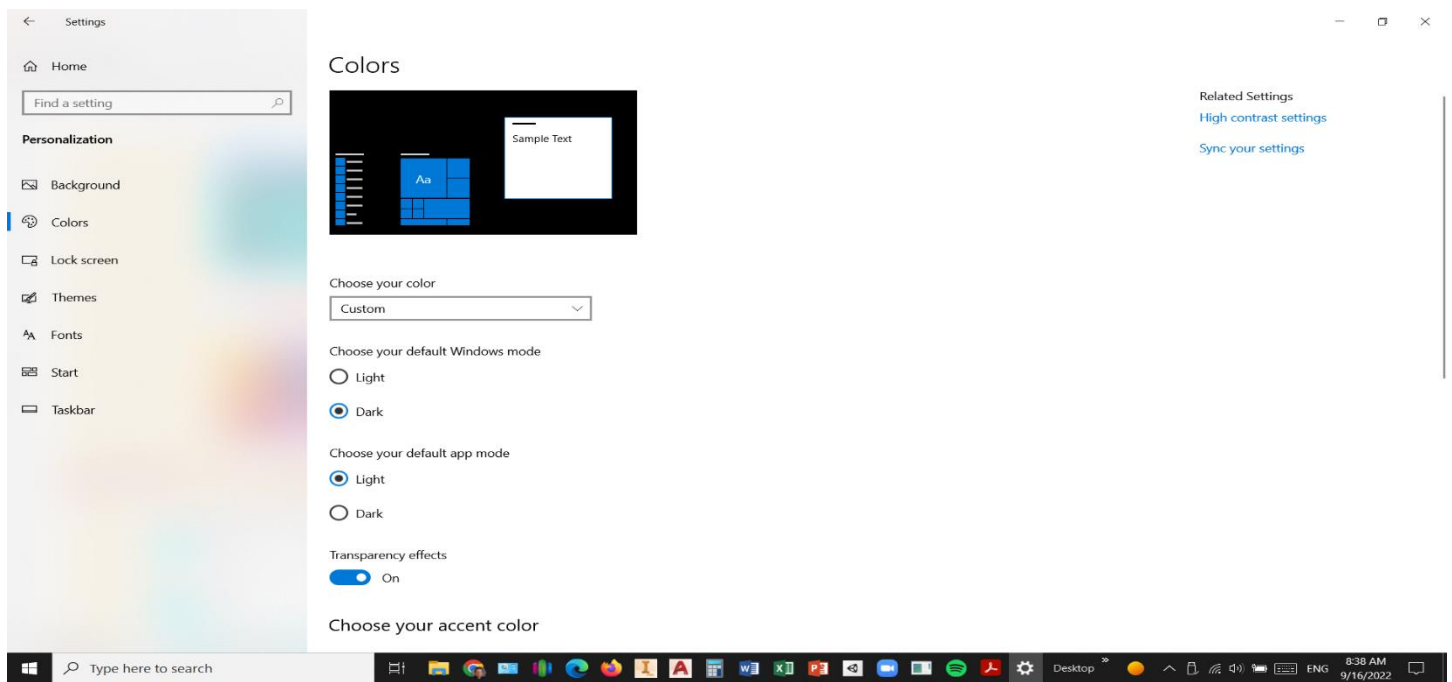 Settings
Home
Find a setting
Personalization
Background
Colors
Lock screen
Themes
Fonts
Start
Taskbar
Colors
Sample Text
Aa
Choose your color
Custom
Choose your default Windows mode
Light
Dark
Choose your default app mode
Light
Dark
Transparency effects
On
Choose your accent color
Related Settings
High contrast settings
Sync your settings
Type here to search
Desktop
ENG
8:38 AM
9/16/2022